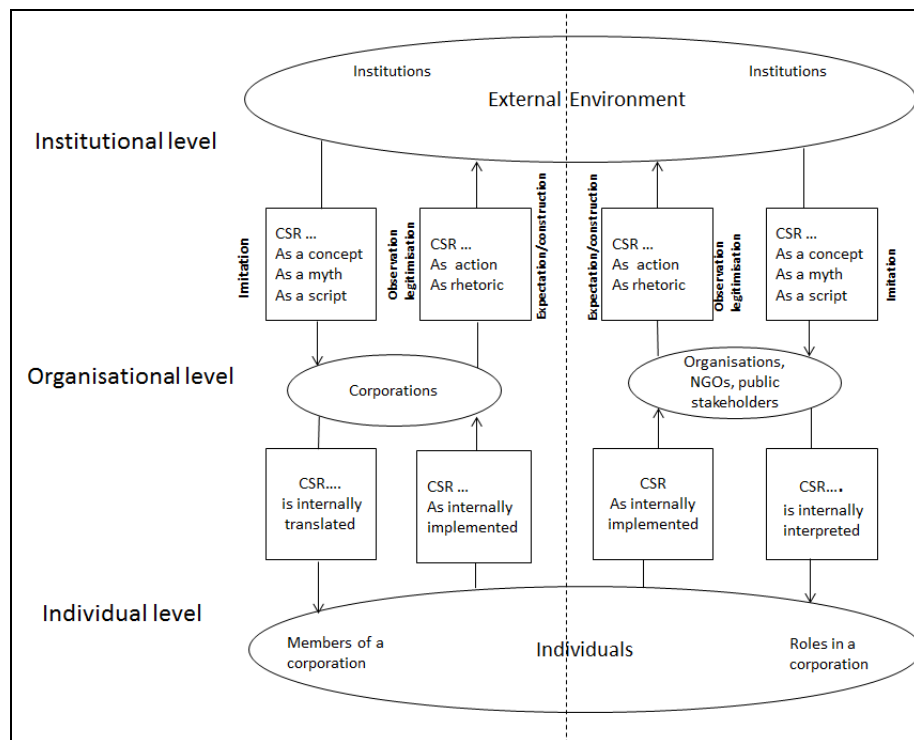 Institutions
Institutions
External Environment
Institutional level
Imitation
CSR ...
As a concept
As a myth
As a script
Observation
legitimisation
CSR ...
As action
As rhetoric
Expectation/construction
Expectation/construction
CSR ...
As action
As rhetoric
Observation
legitimisation
CSR ...
As a concept
As a myth
As a script
Imitation
Organisational level
Corporations
Organisations,
NGOs, public
stakeholders
CSR....
is internally
translated
CSR ...
As internally
implemented
CSR
As internally
implemented
CSR....
is internally
interpreted
Individual level
Members of a
corporation
Individuals
Roles in a
corporation